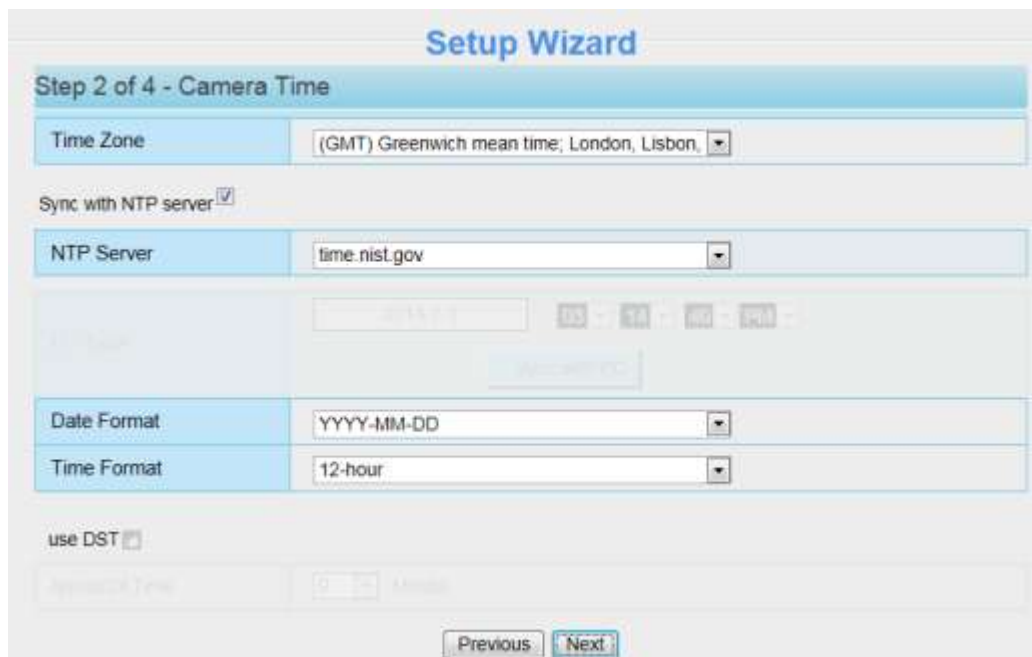 Setup Wizard
Step 2 of 4 - Camera Time
Time Zone
(GMT) Greenwich mean time; London, Lisbon,
Sync with NTP server
NTP Server
time.nist.gov
PM
Date Format
YYYY-MM-DD
Time Format
12-hour
use DST
0
Previous Next